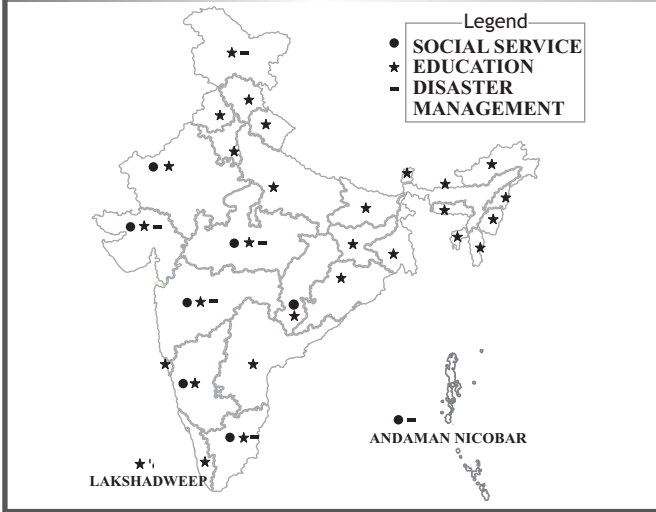 Legend
SOCIAL SERVICE
EDUCATION
DISASTER
MANAGEMENT
ANDAMAN NICOBAR
LAKSHADWEEP